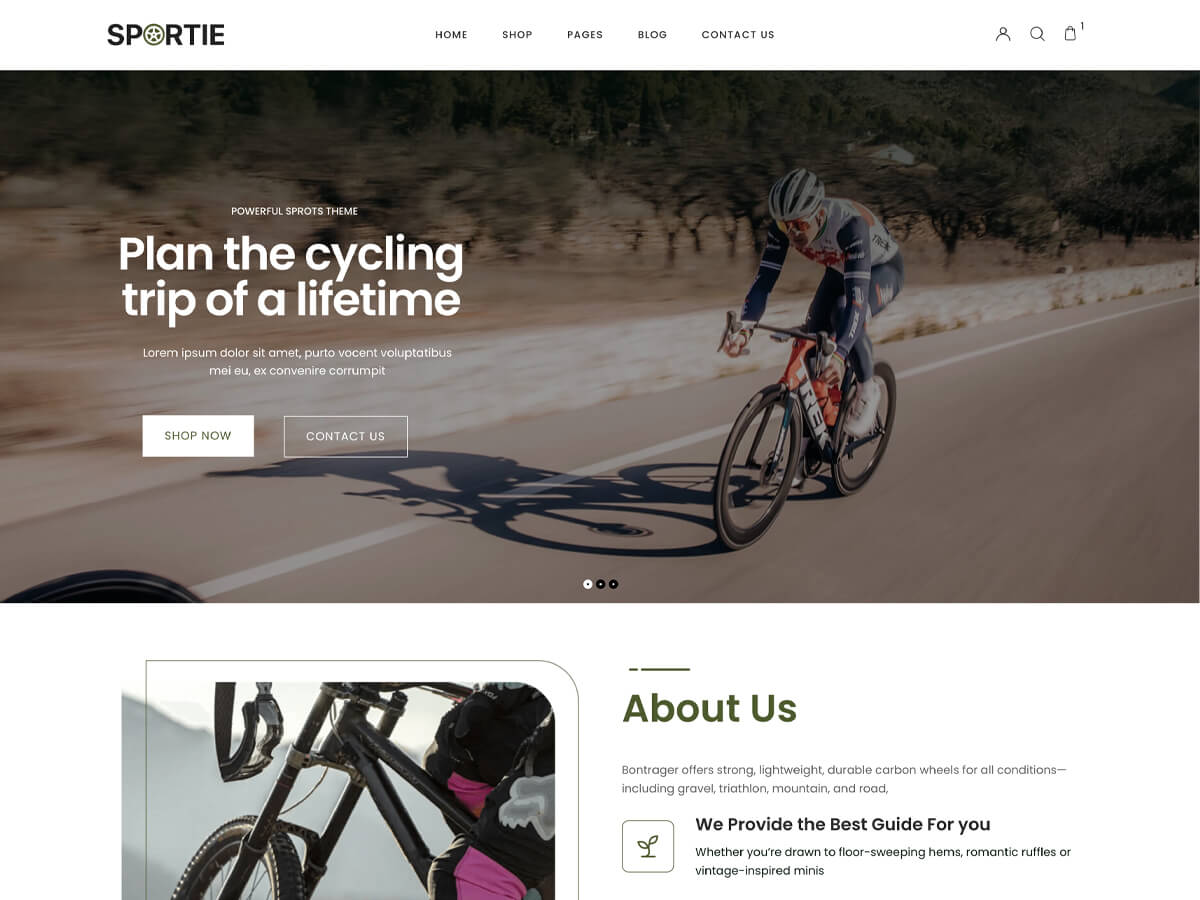 SPORTIE
HOME SHOP PAGES BLOG CONTACT US
1
POWERFUL SPROTS THEME
Plan the cycling
trip of a lifetime
Lorem ipsum dolor sit amet, purto vocent voluptatibus
mei eu, ex convenire corrumpit
SHOP NOW CONTACT US
TREK
TREK
TREK
About Us
Bontrager offers strong, lightweight, durable carbon wheels for all conditions—
including gravel, triathlon, mountain, and road,
We Provide the Best Guide For you
Whether you’re drawn to floor-sweeping hems, romantic ruffles or
vintage-inspired minis